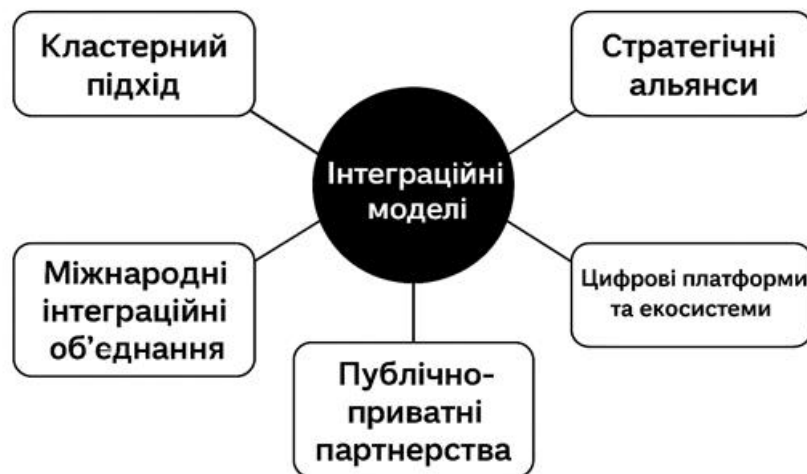 Кластерний
підхід
Стратегічні
альянси
Інтеграційні
моделі
Міжнародні
інтеграційні
об’єднання
Цифрові платформи
та екосистеми
Публічно-
приватні
партнерства